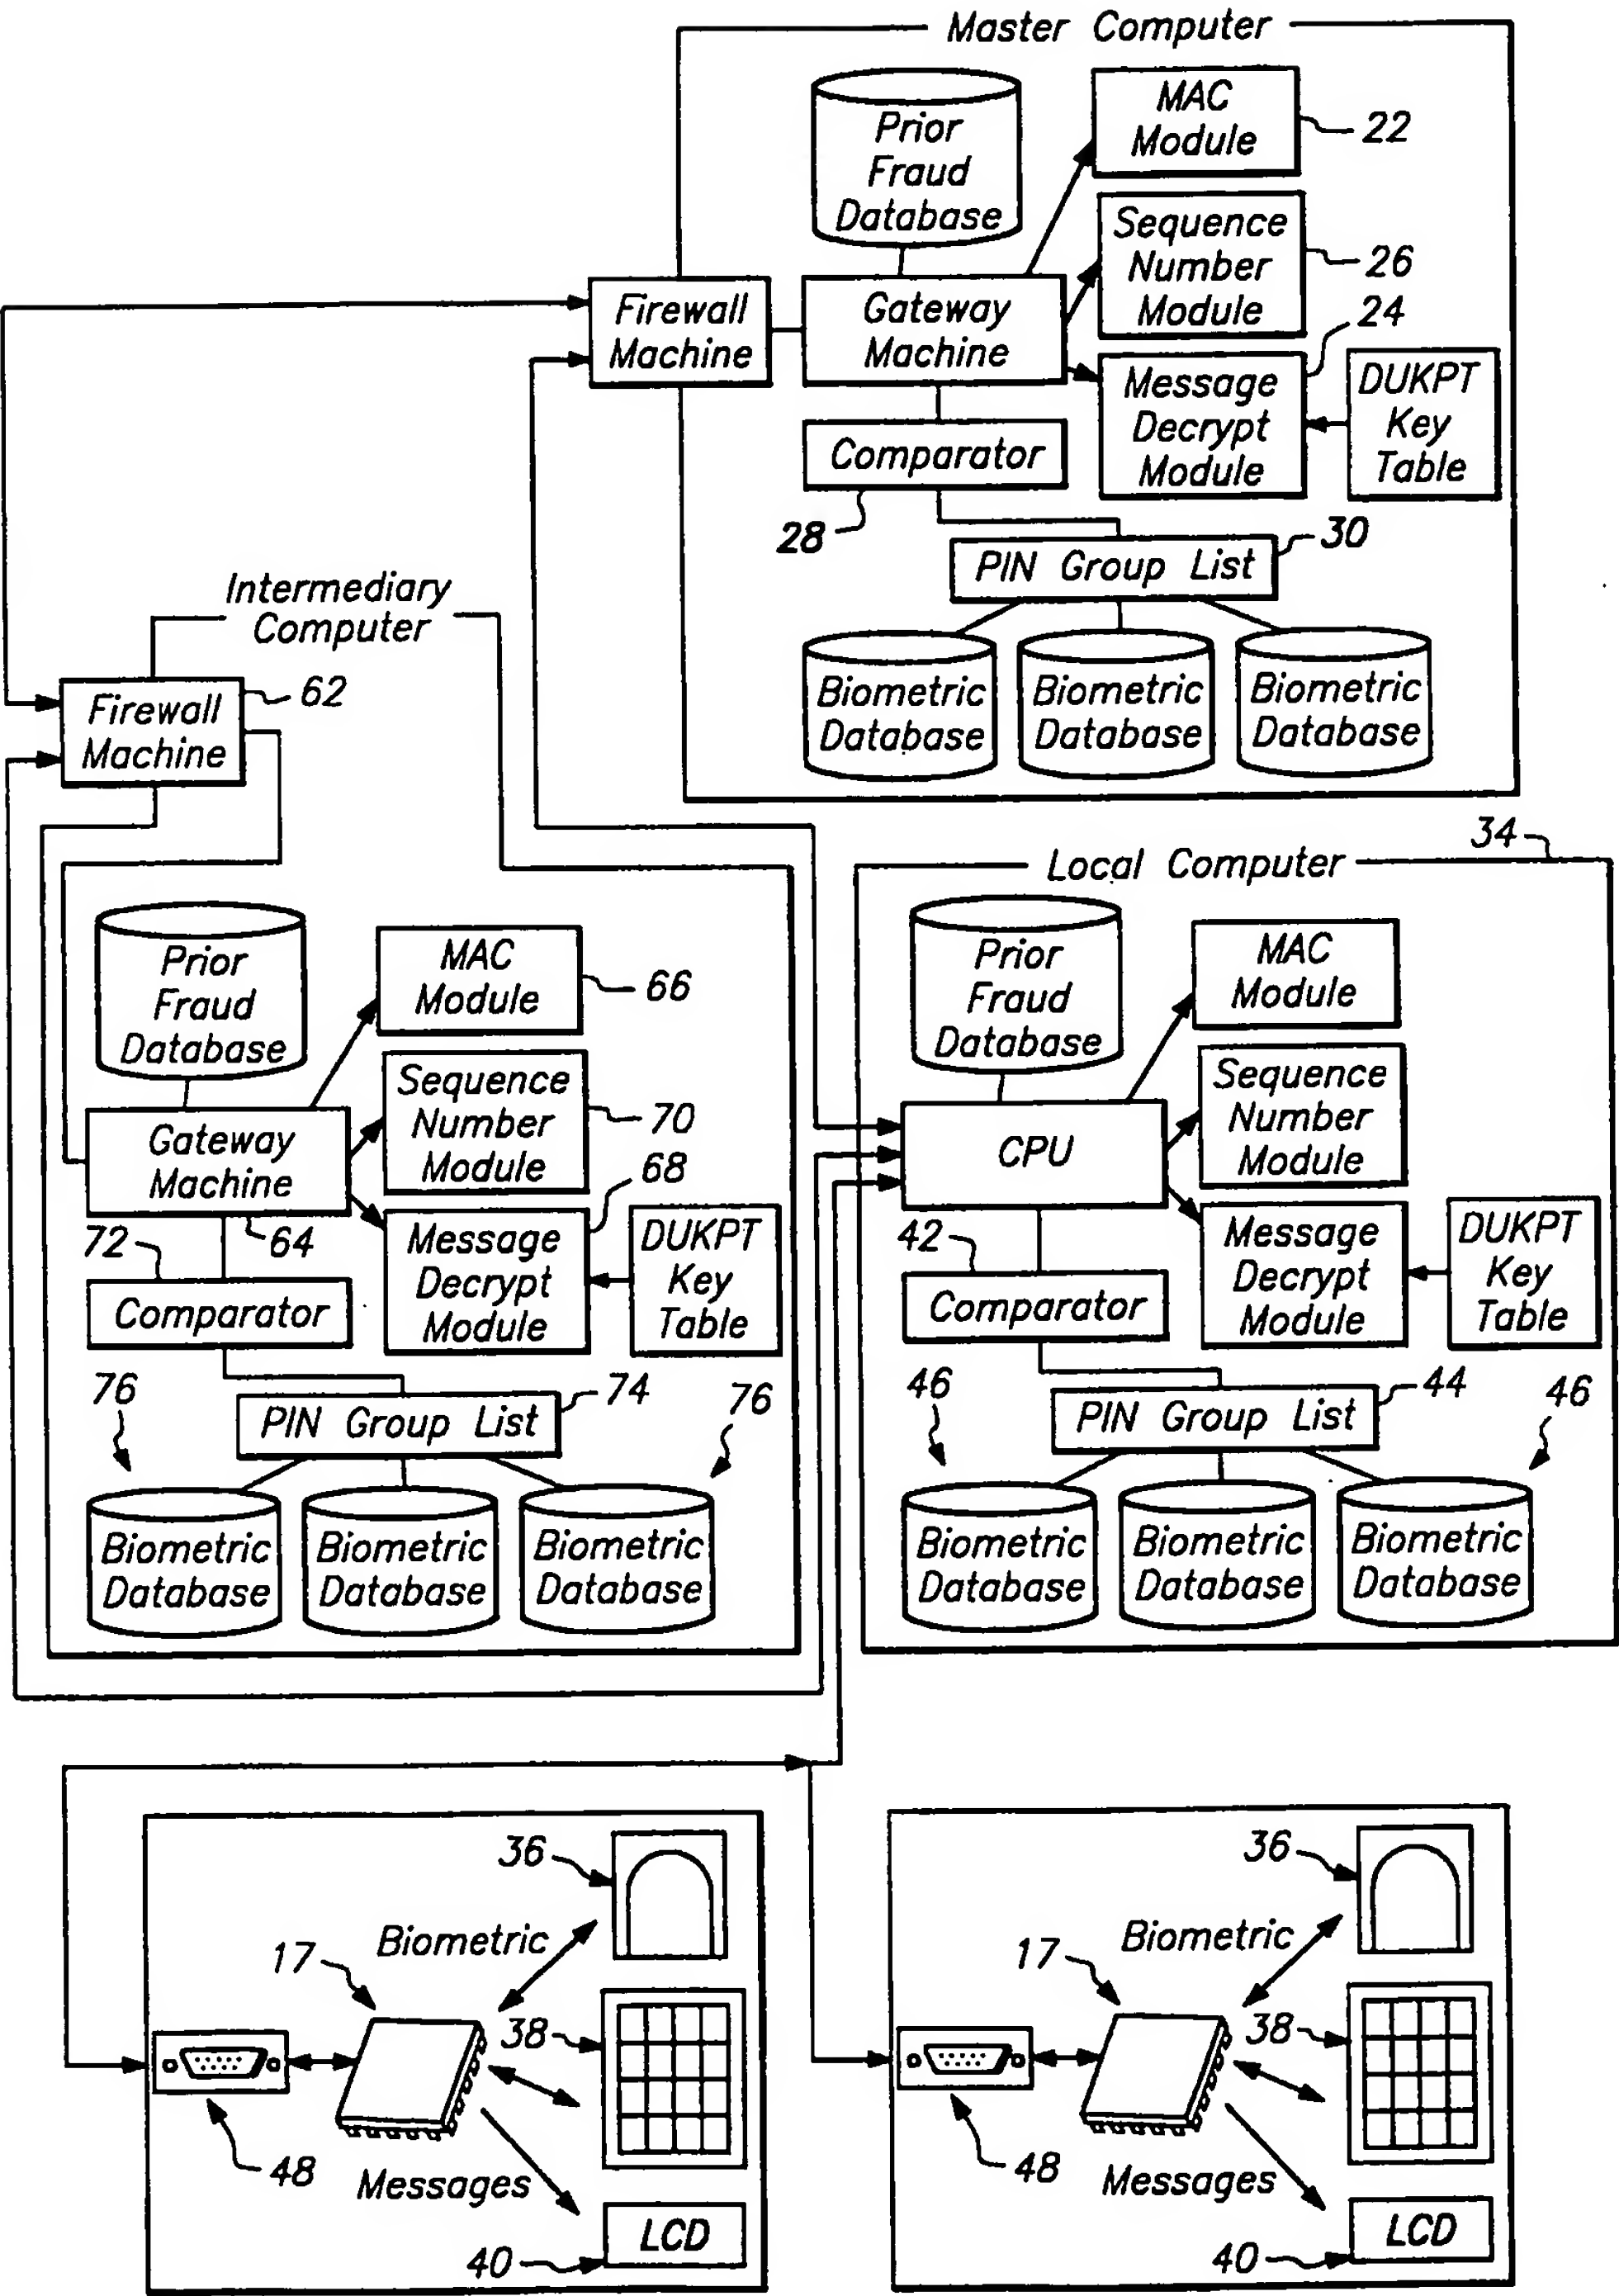 Master Computer
Prior
Fraud
Database
MAC
Module
22
Sequence
Number
Module
26
24
Firewall
Machine
Gateway
Machine
Message
Decrypt
Module
DUKPT
Key
Table
Comparator
28
30
PIN Group List
Biometric
Database
Biometric
Database
Biometric
Database
Intermediary
Computer
62
Firewall
Machine
Prior
Fraud
Database
MAC
Module
66
Sequence
Number
Module
70
Gateway
Machine
68
72
64
Message
Decrypt
Module
DUKPT
Key
Table
Comparator
76
74
76
PIN Group List
Biometric
Database
Biometric
Database
Biometric
Database
34
Local Computer
Prior
Fraud
Database
MAC
Module
Sequence
Number
Module
CPU
42
Message
Decrypt
Module
DUKPT
Key
Table
Comparator
46
44
46
PIN Group List
Biometric
Database
Biometric
Database
Biometric
Database
36
Biometric
17
38
48
Messages
LCD
40
36
Biometric
17
38
48
Messages
LCD
40